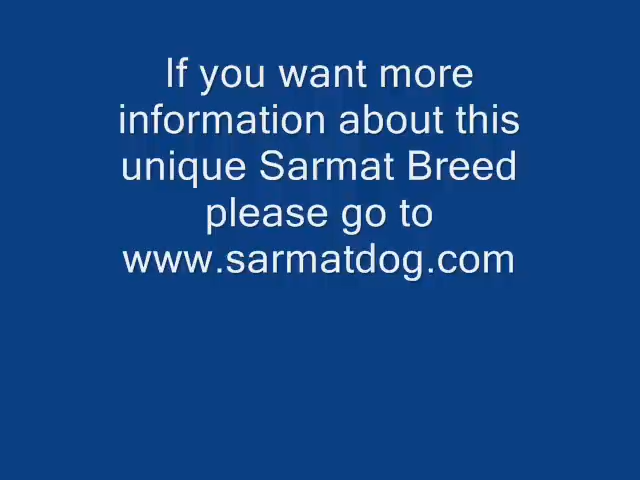 If you want more
information about this
unique Sarmat Breed
please go to
www.sarmatdog.com